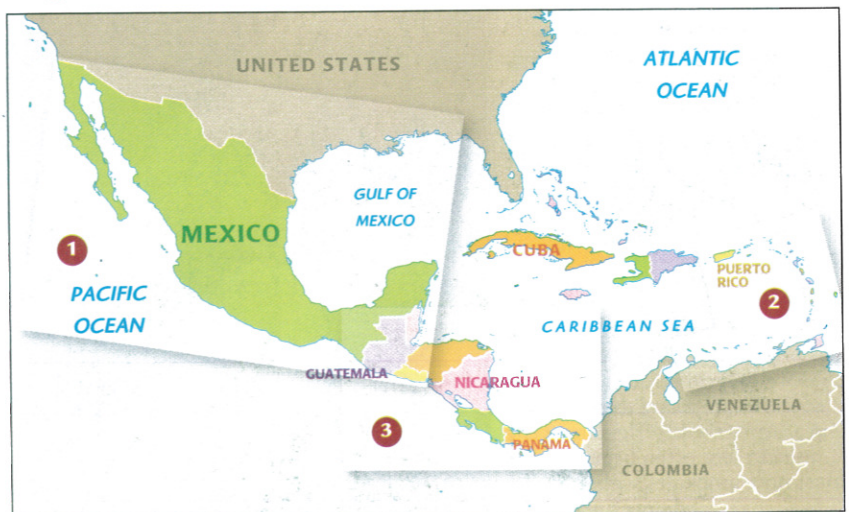 UNITED STATES
ATLANTIC
OCEAN
GULF OF
MEXICO
MEXICO
1
CUBA
PUERTO
RICO
2
PACIFIC
OCEAN
CARIBBEAN SEA
GUATEMALA
NICARAGUA
VENEZUELA
3
PANAMA
COLOMBIA